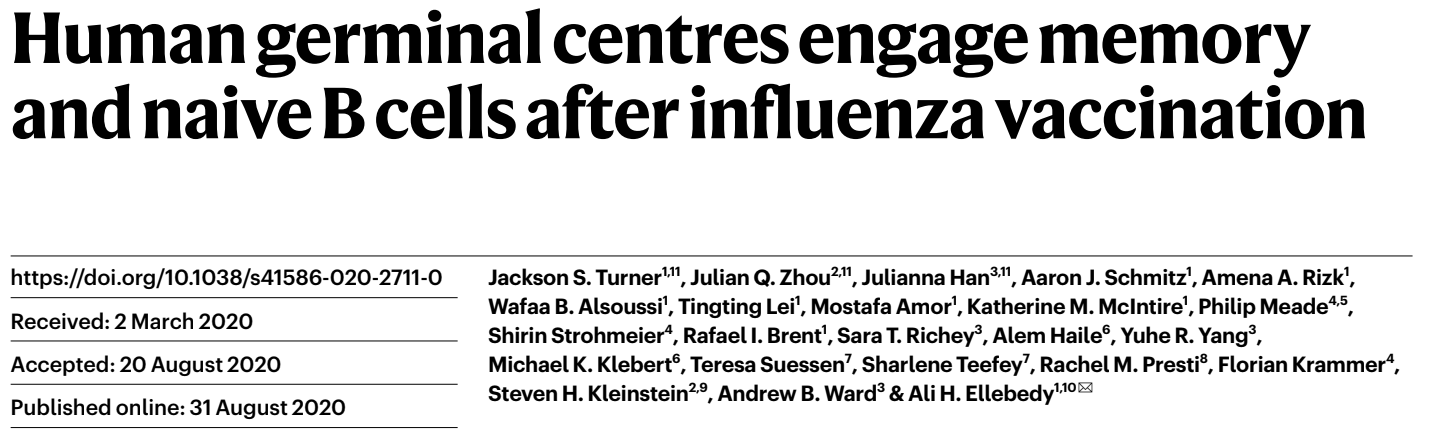 Human germinal centres engage memory
and naive B cells after influenza vaccination
https://doi.org/10.1038/s41586-020-2711-0
Received: 2 March 2020
Accepted: 20 August 2020
Published online: 31 August 2020
Jackson S. Turner1,11, Julian Q. Zhou2,11, Julianna Han3,11, Aaron J. Schmitz1, Amena A. Rizk1,
Wafaa B. Alsoussi1, Tingting Lei1, Mostafa Amor1, Katherine M. McIntire1, Philip Meade4,5,
Shirin Strohmeier4, Rafael I. Brent1, Sara T. Richey3, Alem Haile6, Yuhe R. Yang3,
Michael K. Klebert6, Teresa Suessen7, Sharlene Teefey7, Rachel M. Presti8, Florian Krammer4,
Steven H. Kleinstein2,9, Andrew B. Ward3 & Ali H. Ellebedy1,10✉